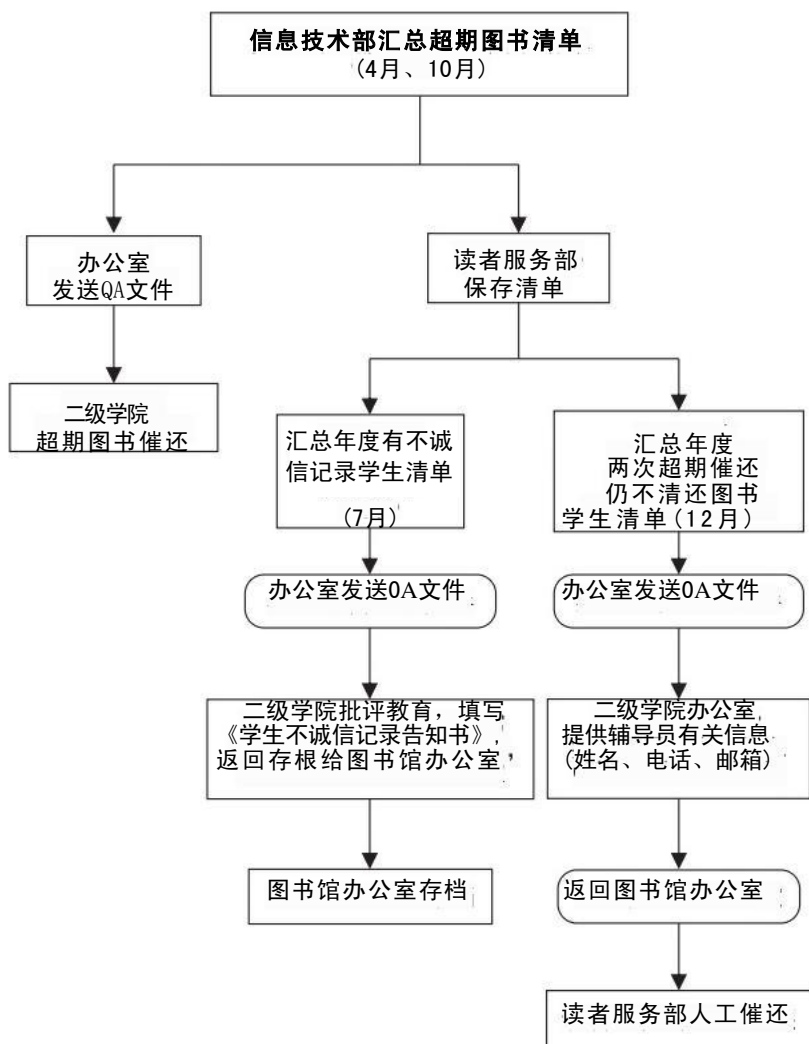 信息技术部汇总超期图书清单
(4月、10月)
办公室
发送QA文件
读者服务部
保存清单
二级学院
超期图书催还
汇总年度有不诚
信记录学生清单
(7月)
汇总年度
两次超期催还
仍不清还图书
学生清单(12月)
办公室发送0A文件
办公室发送0A文件
二级学院批评教育，填写
《学生不诚信记录告知书》，
返回存根给图书馆办公室，
二级学院办公室，
提供辅导员有关信息
(姓名、电话、邮箱)
图书馆办公室存档
返回图书馆办公室
读者服务部人工催还